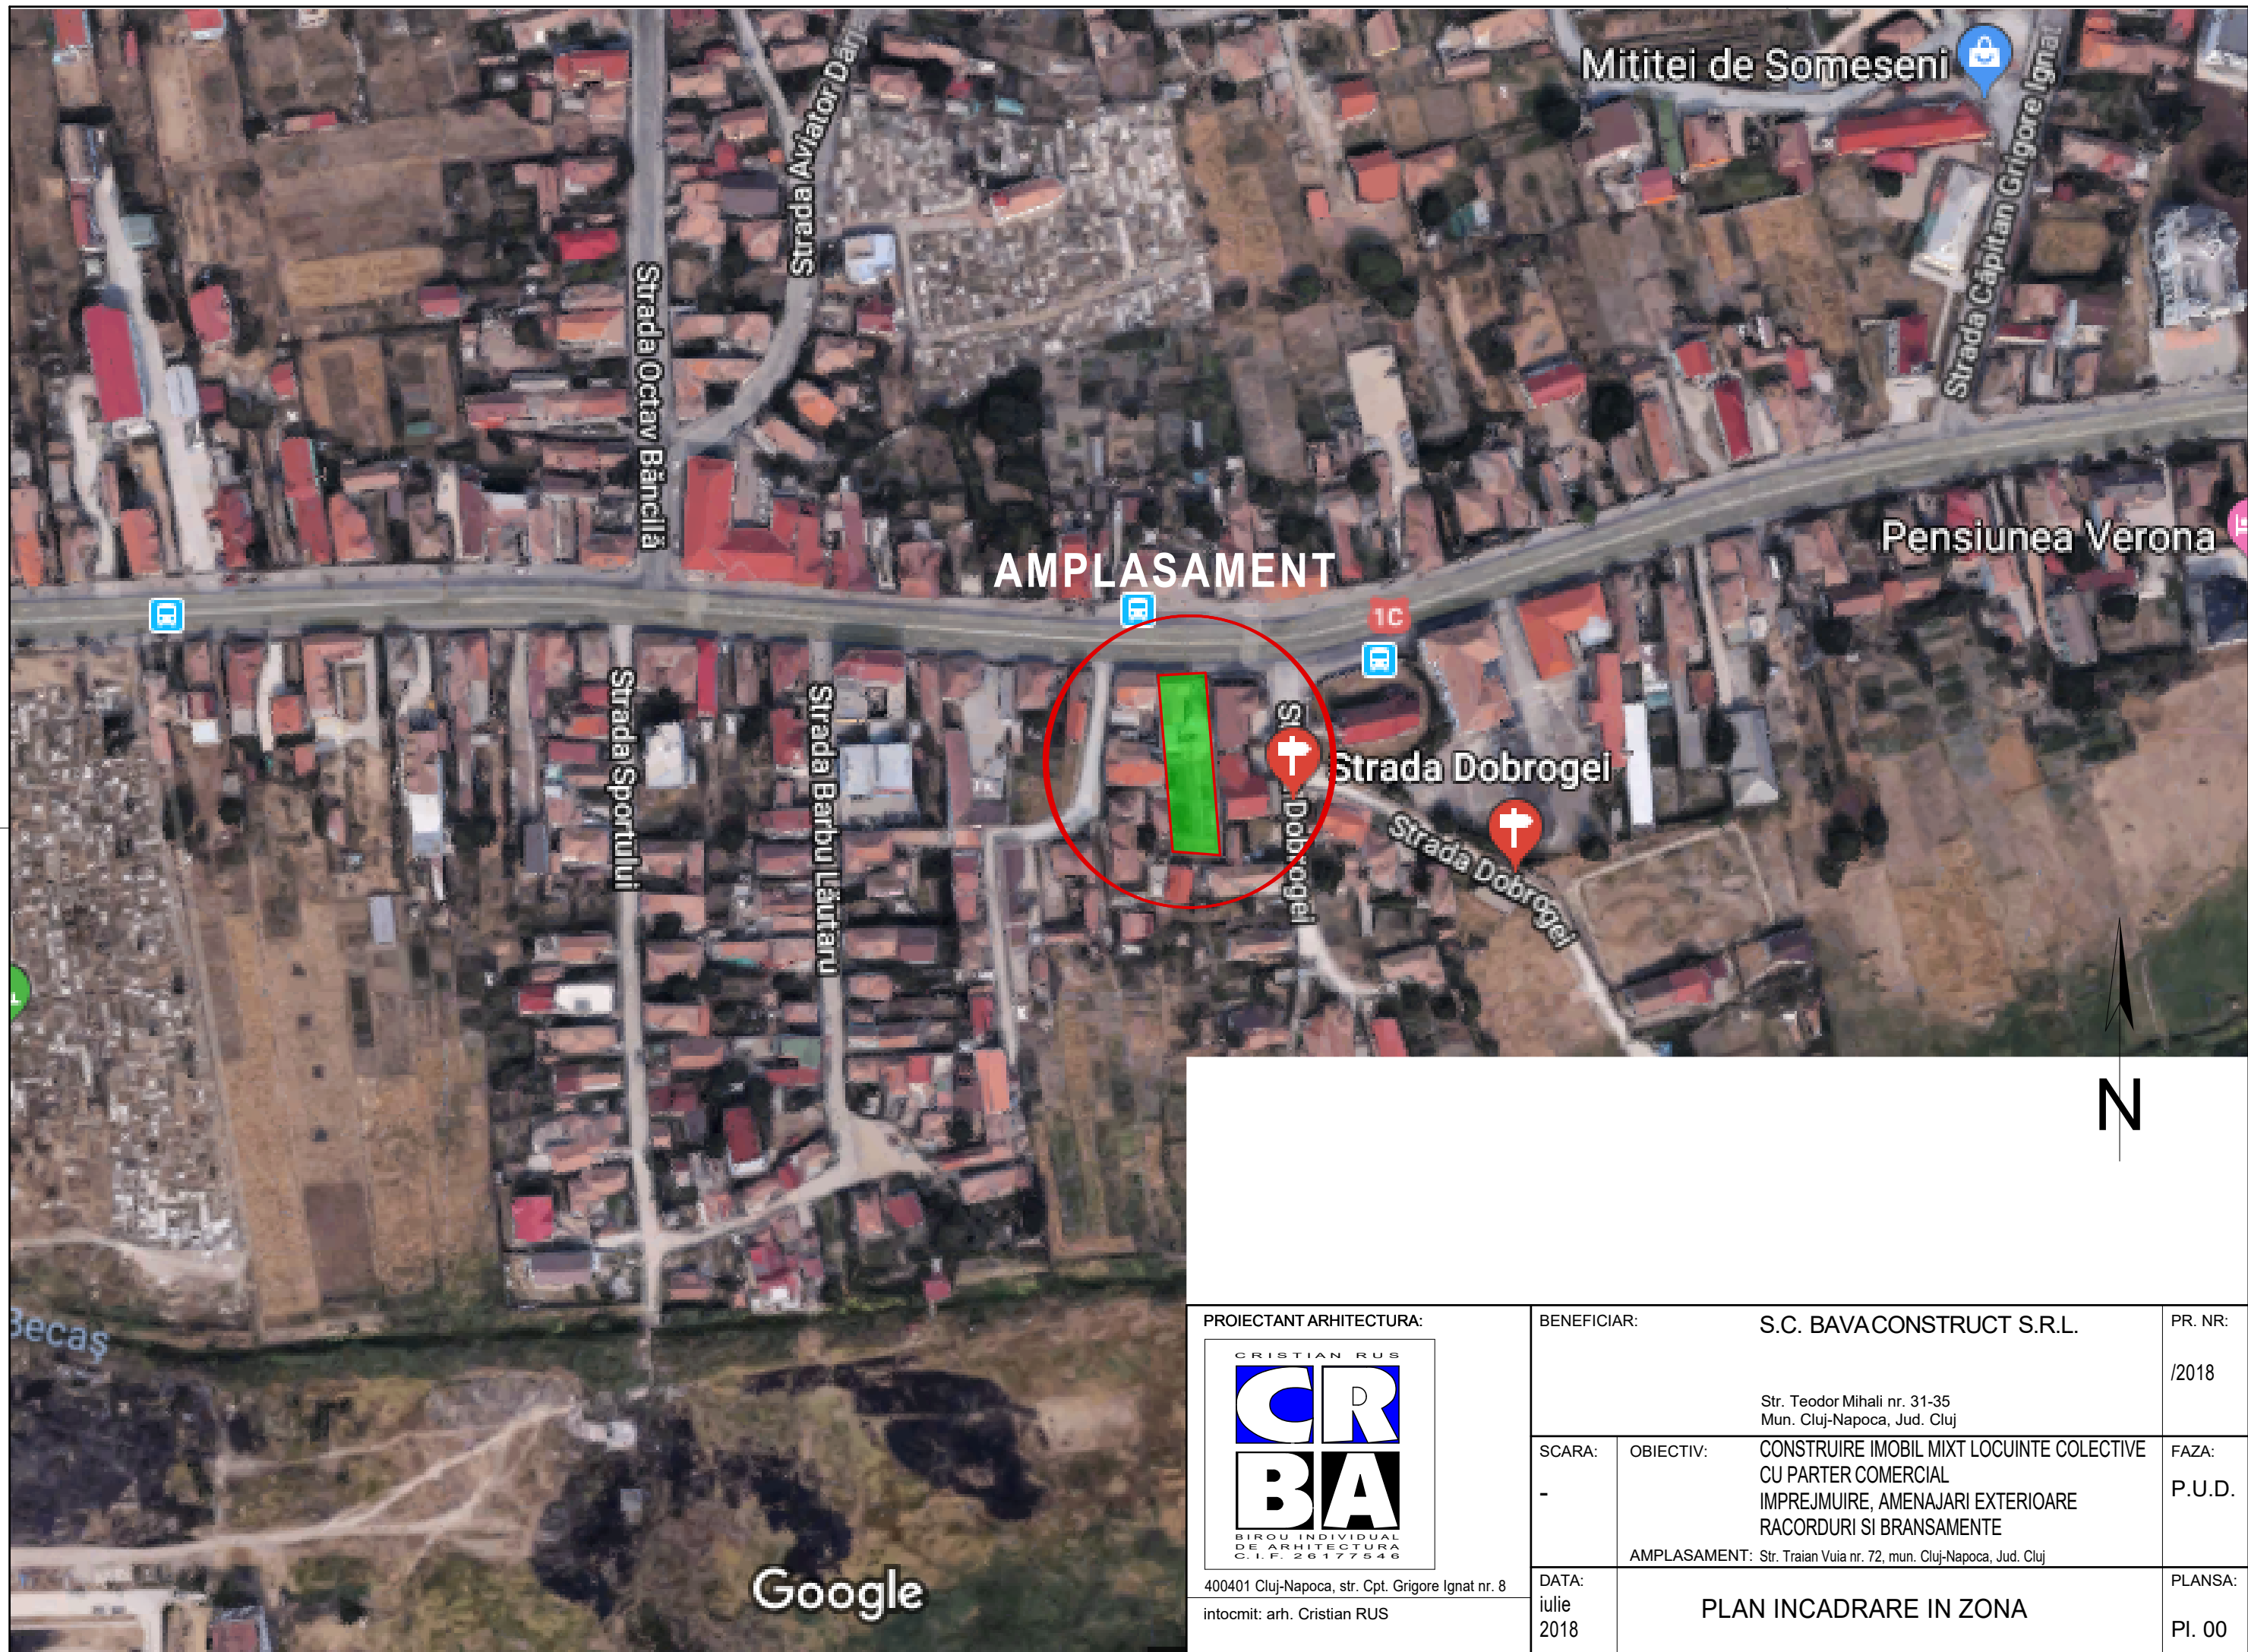 Mititei de Someseni
Strada Aviator Dârj
Strada Căpitan Grigore Ignat
Strada Octav Băncilă
Pensiunea Verona
AMPLASAMENT
1C
Strada Sportului
Strada Barbu Lăutaru
Dobrogei
Strada Dobrogei
Strada Dobrogei
N
Becaș
Google
PROIECTANT ARHITECTURA:
CRISTIAN RUS
CR
BA
BIROU INDIVIDUAL
DE ARHITECTURA
C.I.F. 26177546
400401 Cluj-Napoca, str. Cpt. Grigore Ignat nr. 8
intocmit: arh. Cristian RUS
BENEFICIAR:
S.C. BAVACONSTRUCT S.R.L.
Str. Teodor Mihali nr. 31-35
Mun. Cluj-Napoca, Jud. Cluj
PR. NR:
/2018
SCARA:
-
OBIECTIV:
CONSTRUIRE IMOBIL MIXT LOCUINTE COLECTIVE
CU PARTER COMERCIAL
IMPREJMUIRE, AMENAJARI EXTERIOARE
RACORDURI SI BRANSAMENTE
AMPLASAMENT: Str. Traian Vuia nr. 72, mun. Cluj-Napoca, Jud. Cluj
FAZA:
P.U.D.
DATA:
iulie
2018
PLAN INCADRARE IN ZONA
PLANSA:
Pl. 00